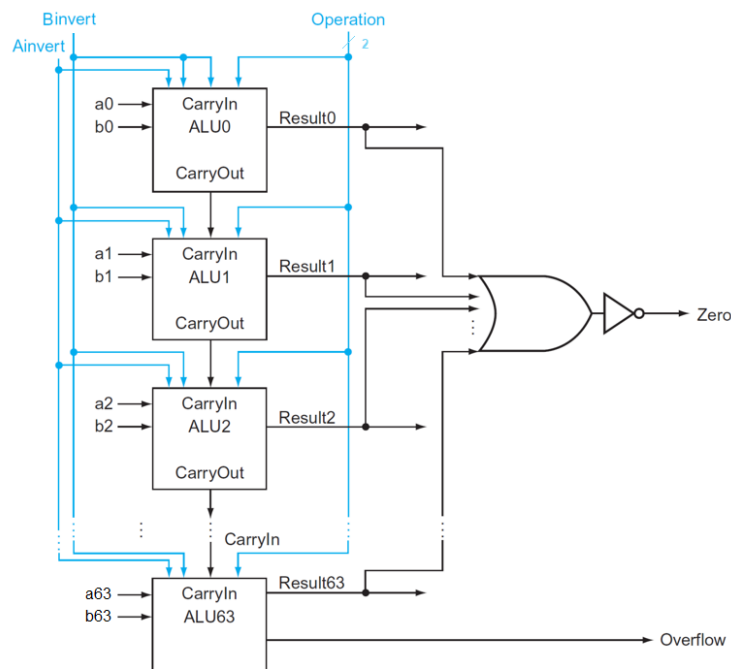 Binvert
Operation
Ainvert
2
a0
CarryIn
b0
ALU0
Result0
CarryOut
a1
CarryIn
b1
ALU1
Result1
CarryOut
Zero
a2
CarryIn
b2
ALU2
Result2
CarryOut
CarryIn
a63
CarryIn
Result63
b63
ALU63
Overflow